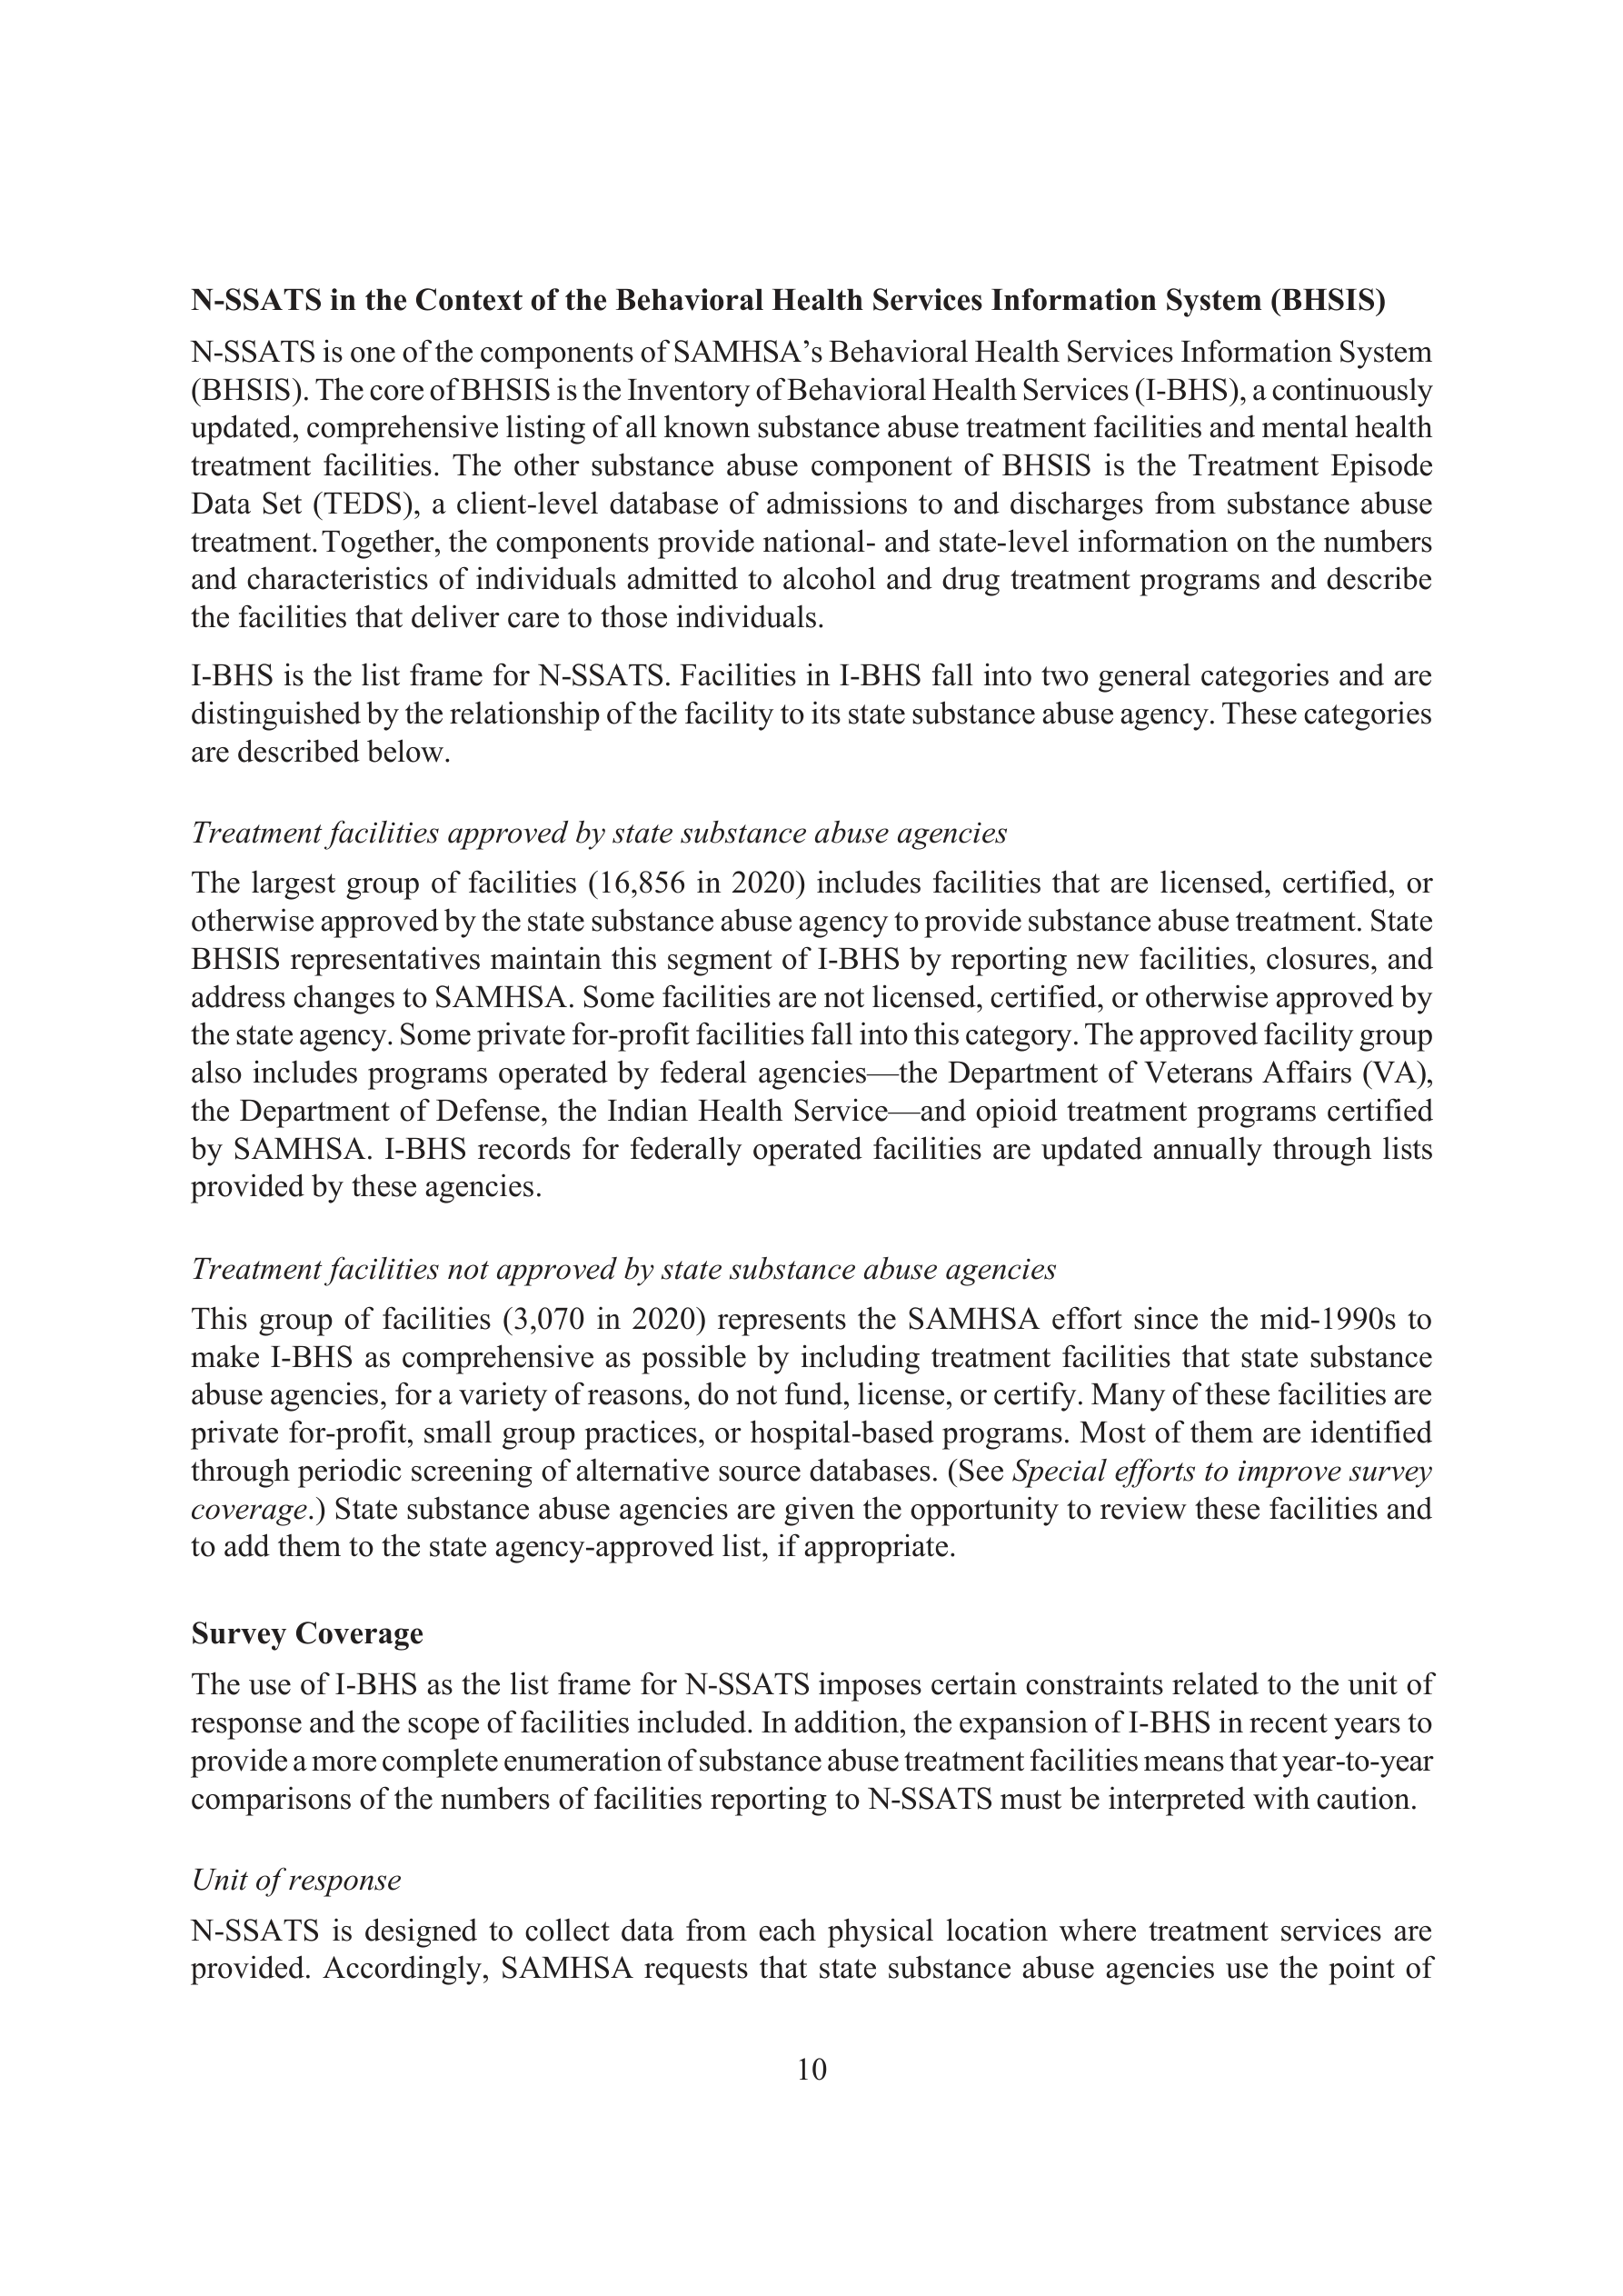 N-SSATS in the Context of the Behavioral Health Services Information System (BHSIS)
N-SSATS is one of the components of SAMHSA’s Behavioral Health Services Information System
(BHSIS). The core of BHSIS is the Inventory of Behavioral Health Services (I-BHS), a continuously
updated, comprehensive listing of all known substance abuse treatment facilities and mental health
treatment facilities. The other substance abuse component of BHSIS is the Treatment Episode
Data Set (TEDS), a client-level database of admissions to and discharges from substance abuse
treatment. Together, the components provide national- and state-level information on the numbers
and characteristics of individuals admitted to alcohol and drug treatment programs and describe
the facilities that deliver care to those individuals.
I-BHS is the list frame for N-SSATS. Facilities in I-BHS fall into two general categories and are
distinguished by the relationship of the facility to its state substance abuse agency. These categories
are described below.
Treatment facilities approved by state substance abuse agencies
The largest group of facilities (16,856 in 2020) includes facilities that are licensed, certified, or
otherwise approved by the state substance abuse agency to provide substance abuse treatment. State
BHSIS representatives maintain this segment of I-BHS by reporting new facilities, closures, and
address changes to SAMHSA. Some facilities are not licensed, certified, or otherwise approved by
the state agency. Some private for-profit facilities fall into this category. The approved facility group
also includes programs operated by federal agencies—the Department of Veterans Affairs (VA),
the Department of Defense, the Indian Health Service—and opioid treatment programs certified
by SAMHSA. I-BHS records for federally operated facilities are updated annually through lists
provided by these agencies.
Treatment facilities not approved by state substance abuse agencies
This group of facilities (3,070 in 2020) represents the SAMHSA effort since the mid-1990s to
make I-BHS as comprehensive as possible by including treatment facilities that state substance
abuse agencies, for a variety of reasons, do not fund, license, or certify. Many of these facilities are
private for-profit, small group practices, or hospital-based programs. Most of them are identified
through periodic screening of alternative source databases. (See Special efforts to improve survey
coverage.) State substance abuse agencies are given the opportunity to review these facilities and
to add them to the state agency-approved list, if appropriate.
Survey Coverage
The use of I-BHS as the list frame for N-SSATS imposes certain constraints related to the unit of
response and the scope of facilities included. In addition, the expansion of I-BHS in recent years to
provide a more complete enumeration of substance abuse treatment facilities means that year-to-year
comparisons of the numbers of facilities reporting to N-SSATS must be interpreted with caution.
Unit of response
N-SSATS is designed to collect data from each physical location where treatment services are
provided. Accordingly, SAMHSA requests that state substance abuse agencies use the point of
10